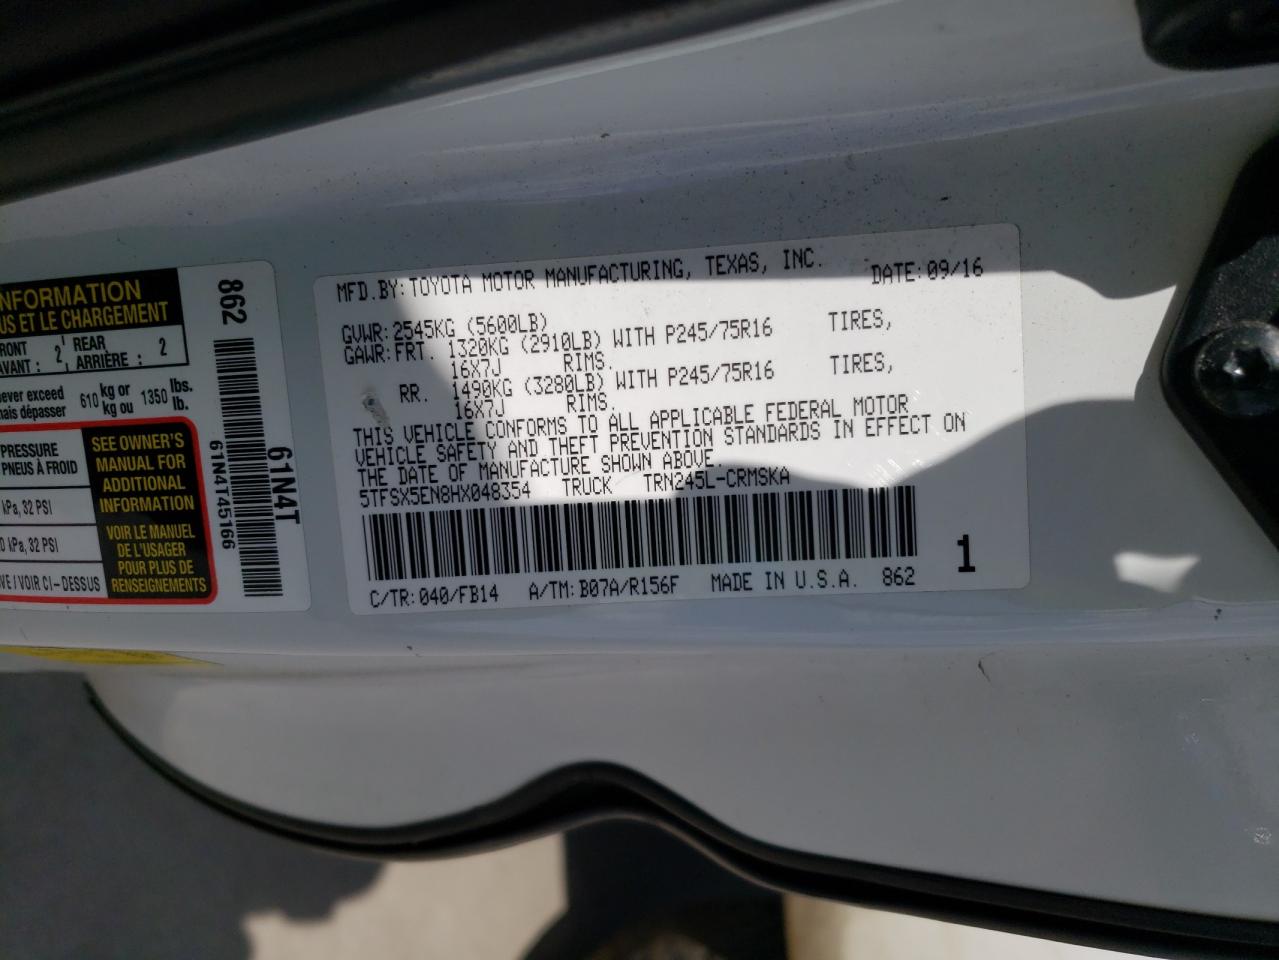 NFORMATION
US ET LE CHARGEMENT
RONT : 2 REAR 2
AVANT : ARRIÈRE :
never exceed 610 kg or 1350 lbs.
mais dépasser kg ou lb.
PRESSURE
PNEUS À FROID
kPa, 32 PSI
kPa, 32 PSI
VOIR CI-DESSUS
SEE OWNER'S
MANUAL FOR
ADDITIONAL
INFORMATION
VOIR LE MANUEL
DE L'USAGER
POUR PLUS DE
RENSEIGNEMENTS
862
61N4T45166
61N4T
MFD.BY: TOYOTA MOTOR MANUFACTURING, TEXAS, INC. DATE: 09/16
GVWR: 2545KG (5600LB)
GAWR: FRT. 1320KG (2910LB) WITH P245/75R16 TIRES,
16X7J RIMS.
RR. 1490KG (3280LB) WITH P245/75R16 TIRES,
16X7J RIMS.
THIS VEHICLE CONFORMS TO ALL APPLICABLE FEDERAL MOTOR
VEHICLE SAFETY AND THEFT PREVENTION STANDARDS IN EFFECT ON
THE DATE OF MANUFACTURE SHOWN ABOVE.
5TFSX5EN8HX048354 TRUCK TRN245L-CRMSKA
C/TR: 040/FB14 A/TM: B07A/R156F MADE IN U.S.A. 862 1